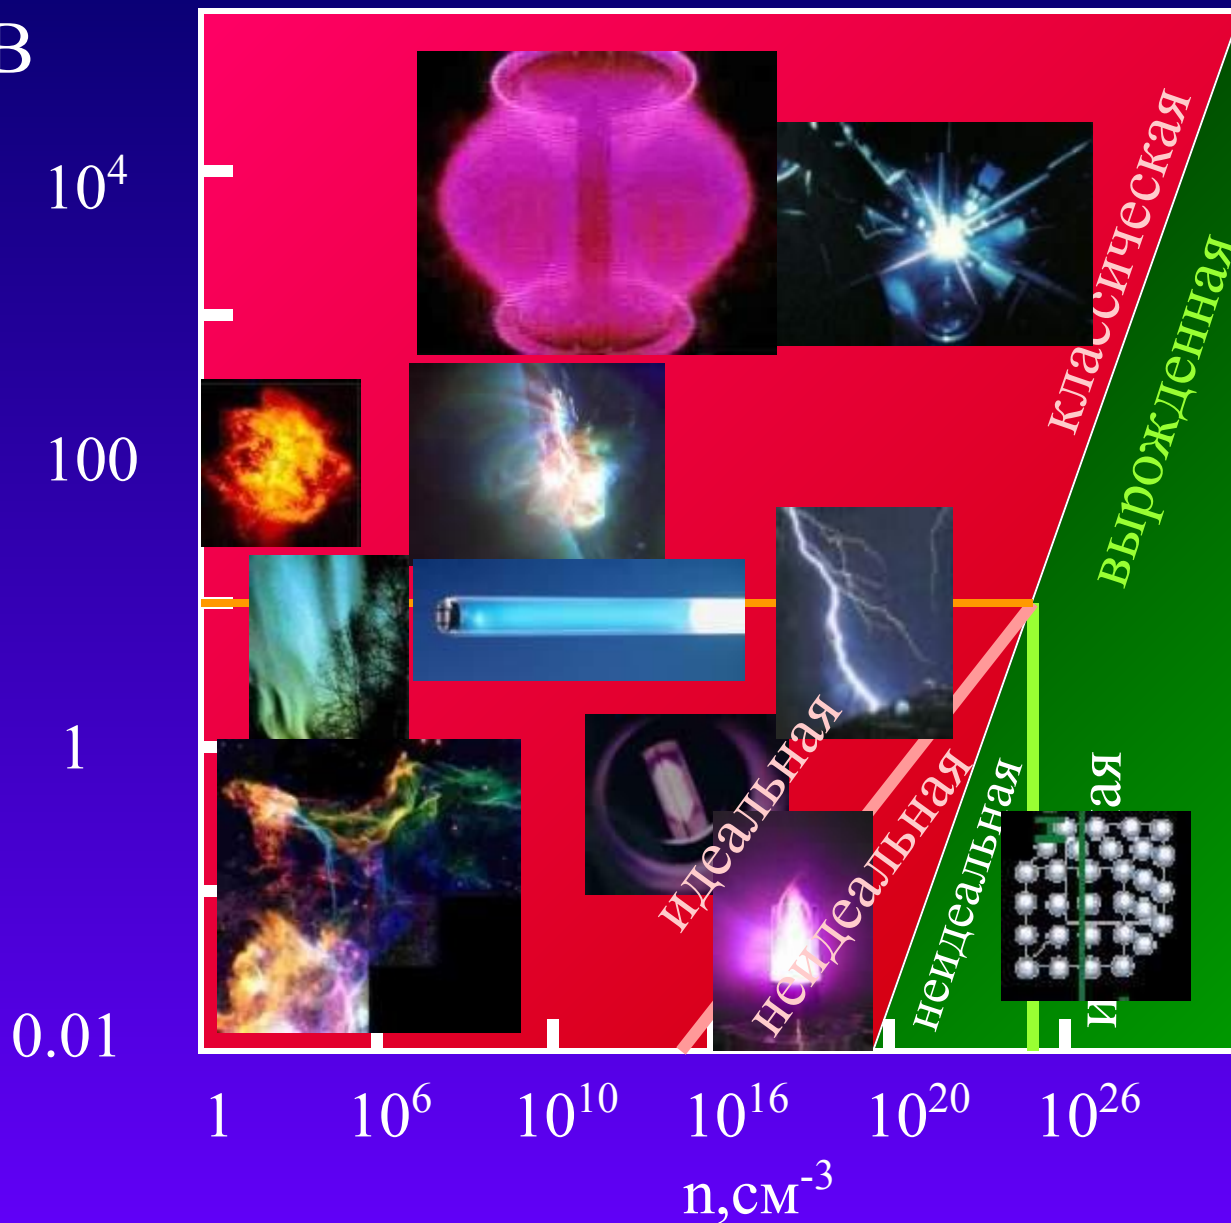 В
10⁴
100
1
0.01
классическая
вырожденная
идеальная
неидеальная
неидеальная
1
10⁶
10¹⁰
10¹⁶
10²⁰
10²⁶
n,см⁻³